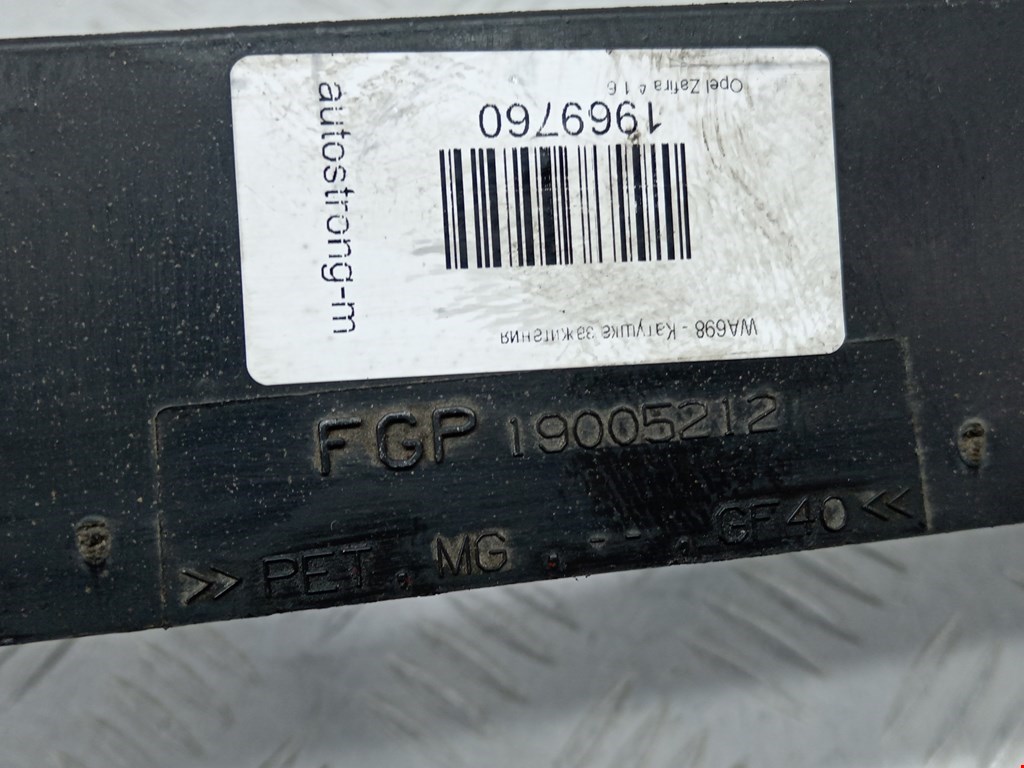 Opel Zafira A 1.6
1969760
WA698 - Катушка зажигания
autostrong-m
FGP 19005212
>> PET . MG . -- . GF 40 <<